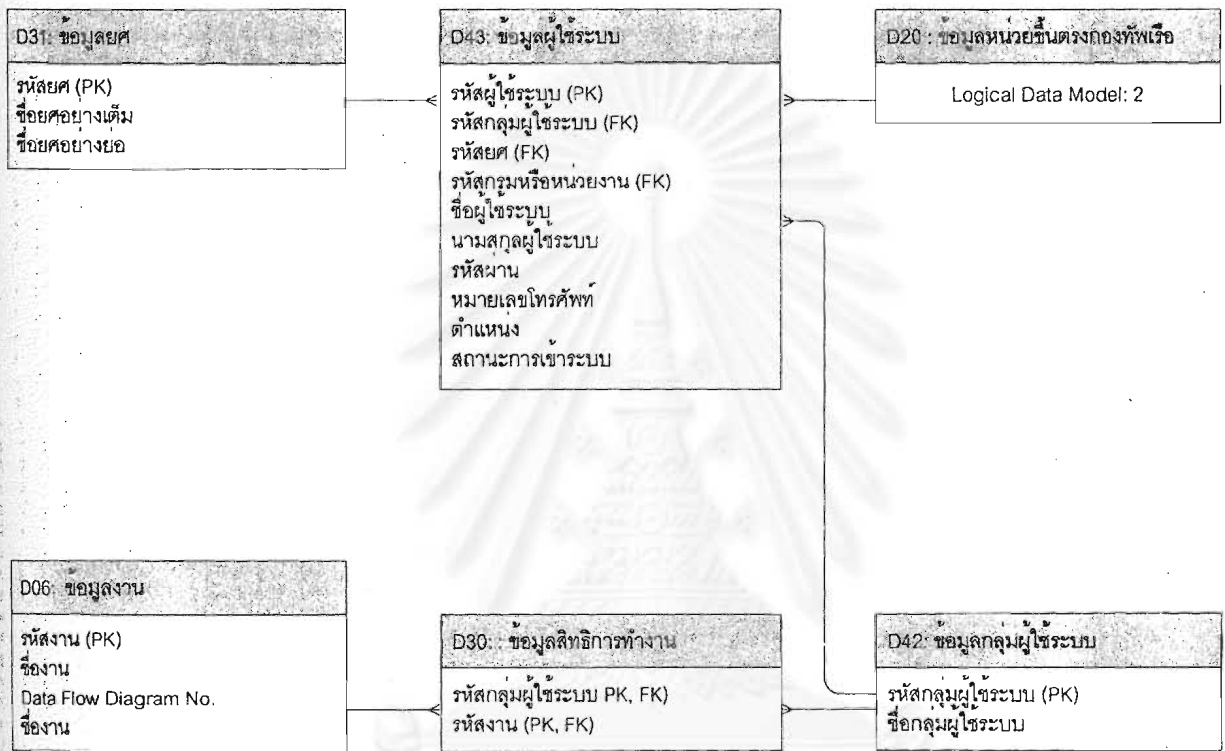 D31: ข้อมูลยศ
รหัสยศ (PK)
ชื่อยศอย่างเต็ม
ชื่อยศอย่างย่อ
D43: ข้อมูลผู้ใช้ระบบ
รหัสผู้ใช้ระบบ (PK)
รหัสกลุ่มผู้ใช้ระบบ (FK)
รหัสยศ (FK)
รหัสกรมหรือหน่วยงาน (FK)
ชื่อผู้ใช้ระบบ
นามสกุลผู้ใช้ระบบ
รหัสผ่าน
หมายเลขโทรศัพท์
ตำแหน่ง
สถานะการเข้าระบบ
D20 : ข้อมูลหน่วยขึ้นตรงกองทัพเรือ
Logical Data Model: 2
D06: ข้อมูลงาน
รหัสงาน (PK)
ชื่องาน
Data Flow Diagram No.
ชื่องาน
D30: : ข้อมูลสิทธิการทำงาน
รหัสกลุ่มผู้ใช้ระบบ PK, FK)
รหัสงาน (PK, FK)
D42: ข้อมูลกลุ่มผู้ใช้ระบบ
รหัสกลุ่มผู้ใช้ระบบ (PK)
ชื่อกลุ่มผู้ใช้ระบบ